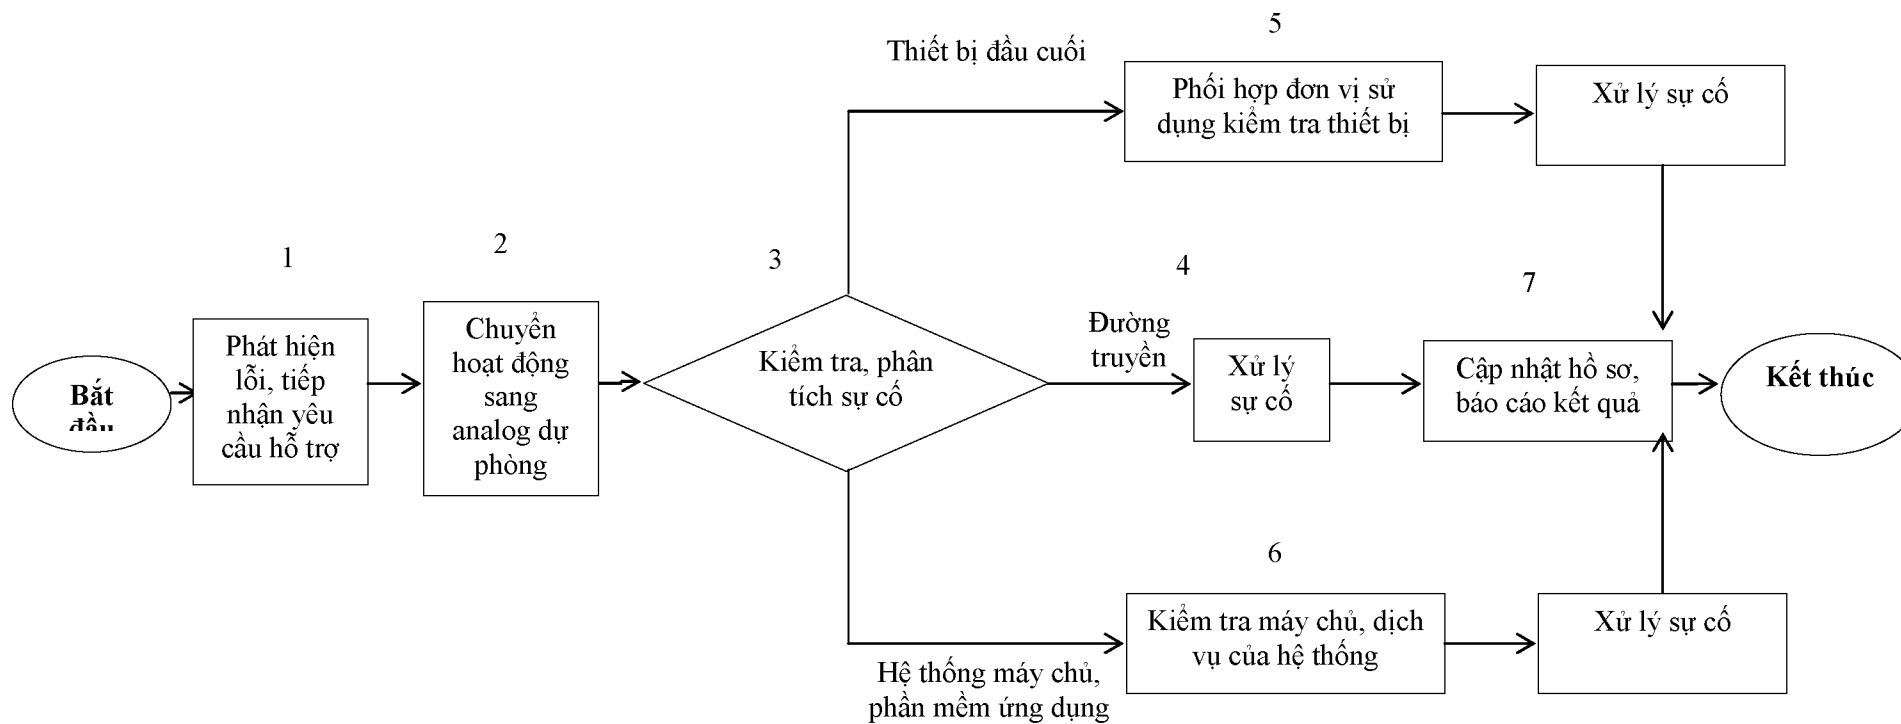 5
Thiết bị đầu cuối
Phối hợp đơn vị sử
dụng kiểm tra thiết bị
Xử lý sự cố
1
2
3
4
7
Bắt
đầu
Phát hiện
lỗi, tiếp
nhận yêu
cầu hỗ trợ
Chuyển
hoạt động
sang
analog dự
phòng
Kiểm tra, phân
tích sự cố
Đường
truyền
Xử lý
sự cố
Cập nhật hồ sơ,
báo cáo kết quả
Kết thúc
6
Hệ thống máy chủ,
phần mềm ứng dụng
Kiểm tra máy chủ, dịch
vụ của hệ thống
Xử lý sự cố